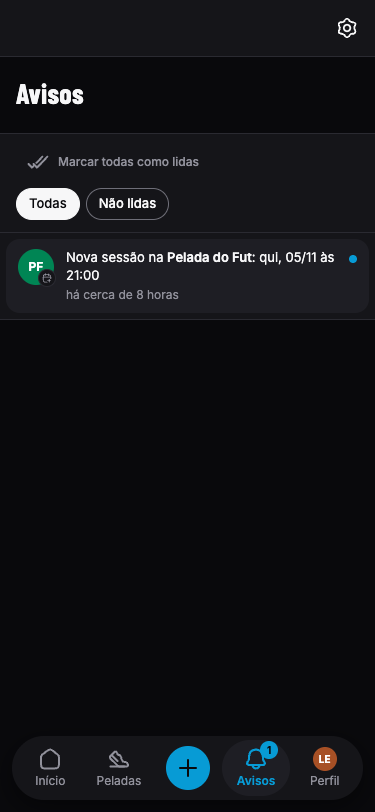 Avisos
Marcar todas como lidas
Todas
Não lidas
PF
Nova sessão na Pelada do Fut: qui, 05/11 às
21:00
há cerca de 8 horas
1
LE
Início
Peladas
Avisos
Perfil